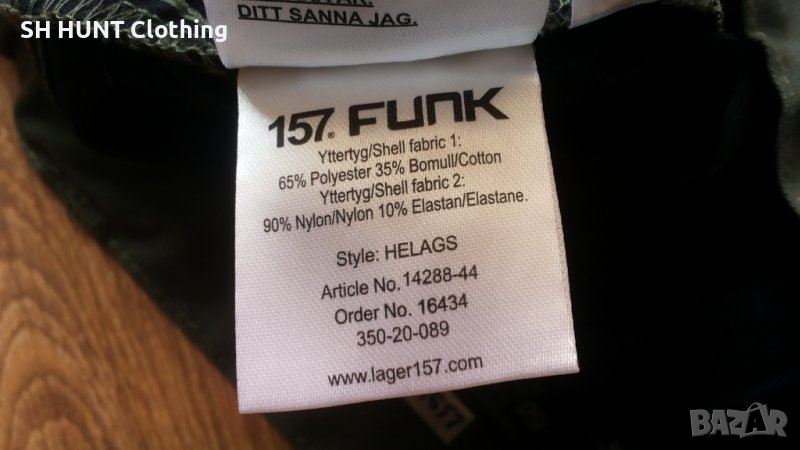 SH HUNT Clothing
DITT SANNA JAG.
157. FUNK
Yttertyg/Shell fabric 1:
65% Polyester 35% Bomull/Cotton
Yttertyg/Shell fabric 2:
90% Nylon/Nylon 10% Elastan/Elastane.
Style: HELAGS
Article No. 14288-44
Order No. 16434
350-20-089
www.lager157.com
BAZAR